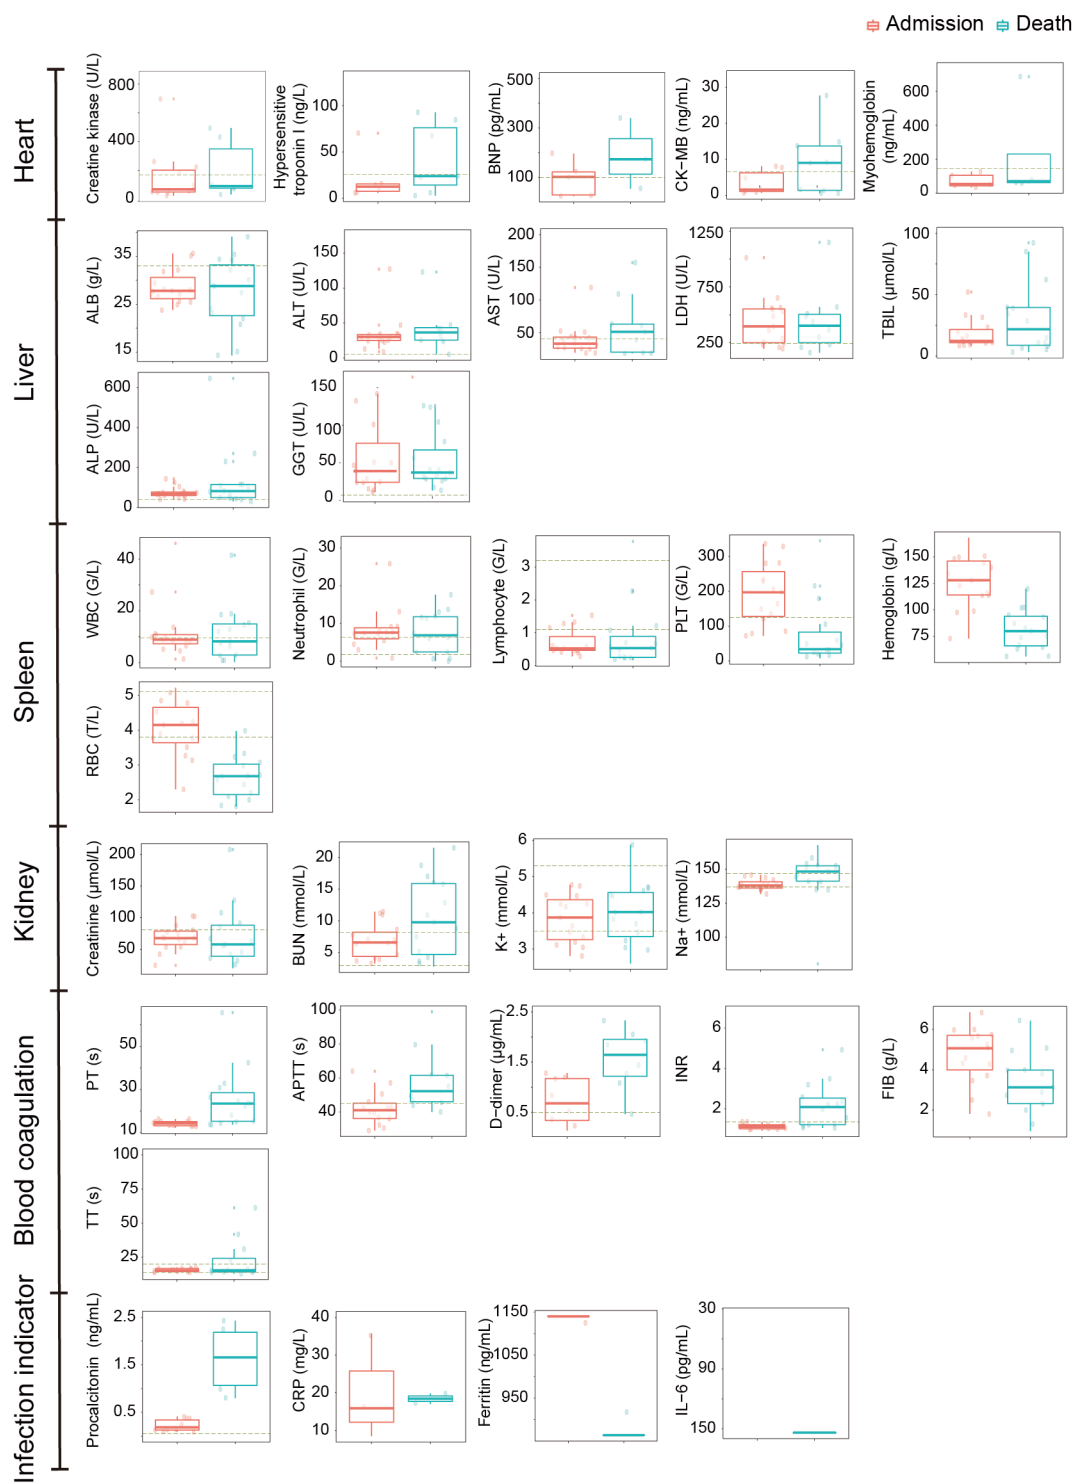 Admission Death
Heart
Creatine kinase (U/L)
800
400
0
Hypersensitive
troponin I (ng/L)
100
50
0
BNP (pg/mL)
500
300
100
CK−MB (ng/mL)
30
20
10
0
Myohemoglobin
(ng/mL)
600
400
200
0
Liver
ALB (g/L)
35
25
15
ALT (U/L)
150
100
50
0
AST (U/L)
200
150
100
50
LDH (U/L)
1250
750
250
TBIL (μmol/L)
100
50
0
ALP (U/L)
600
400
200
0
GGT (U/L)
150
100
50
0
Spleen
WBC (G/L)
40
20
0
Neutrophil (G/L)
30
20
10
0
Lymphocyte (G/L)
3
2
1
0
PLT (G/L)
300
200
100
0
Hemoglobin (g/L)
150
125
100
75
RBC (T/L)
5
4
3
2
Kidney
Creatinine (μmol/L)
200
150
100
50
BUN (mmol/L)
20
15
10
5
K+ (mmol/L)
6
5
4
3
Na+ (mmol/L)
150
125
100
Blood coagulation
PT (s)
50
30
10
APTT (s)
100
80
60
40
D−dimer (μg/mL)
2.5
1.5
0.5
INR
6
4
2
FIB (g/L)
6
4
2
TT (s)
100
75
50
25
Infection indicator
Procalcitonin (ng/mL)
2.5
1.5
0.5
CRP (mg/L)
40
30
20
10
Ferritin (ng/mL)
1150
1050
950
IL−6 (pg/mL)
30
90
150